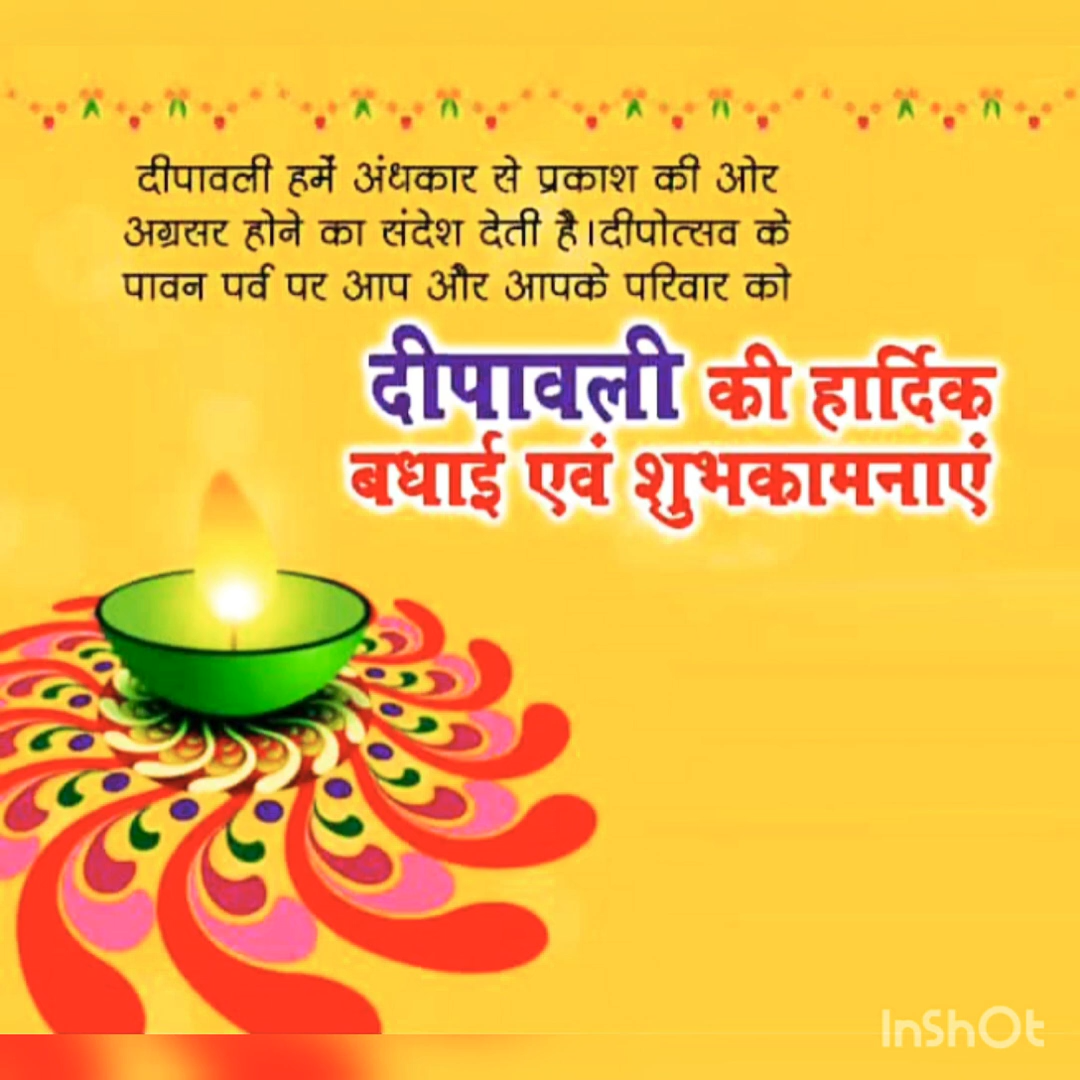 दीपावली हमें अंधकार से प्रकाश की ओर
अग्रसर होने का संदेश देती है।दीपोत्सव के
पावन पर्व पर आप और आपके परिवार को
दीपावली की हार्दिक
बधाई एवं शुभकामनाएं
InShOt